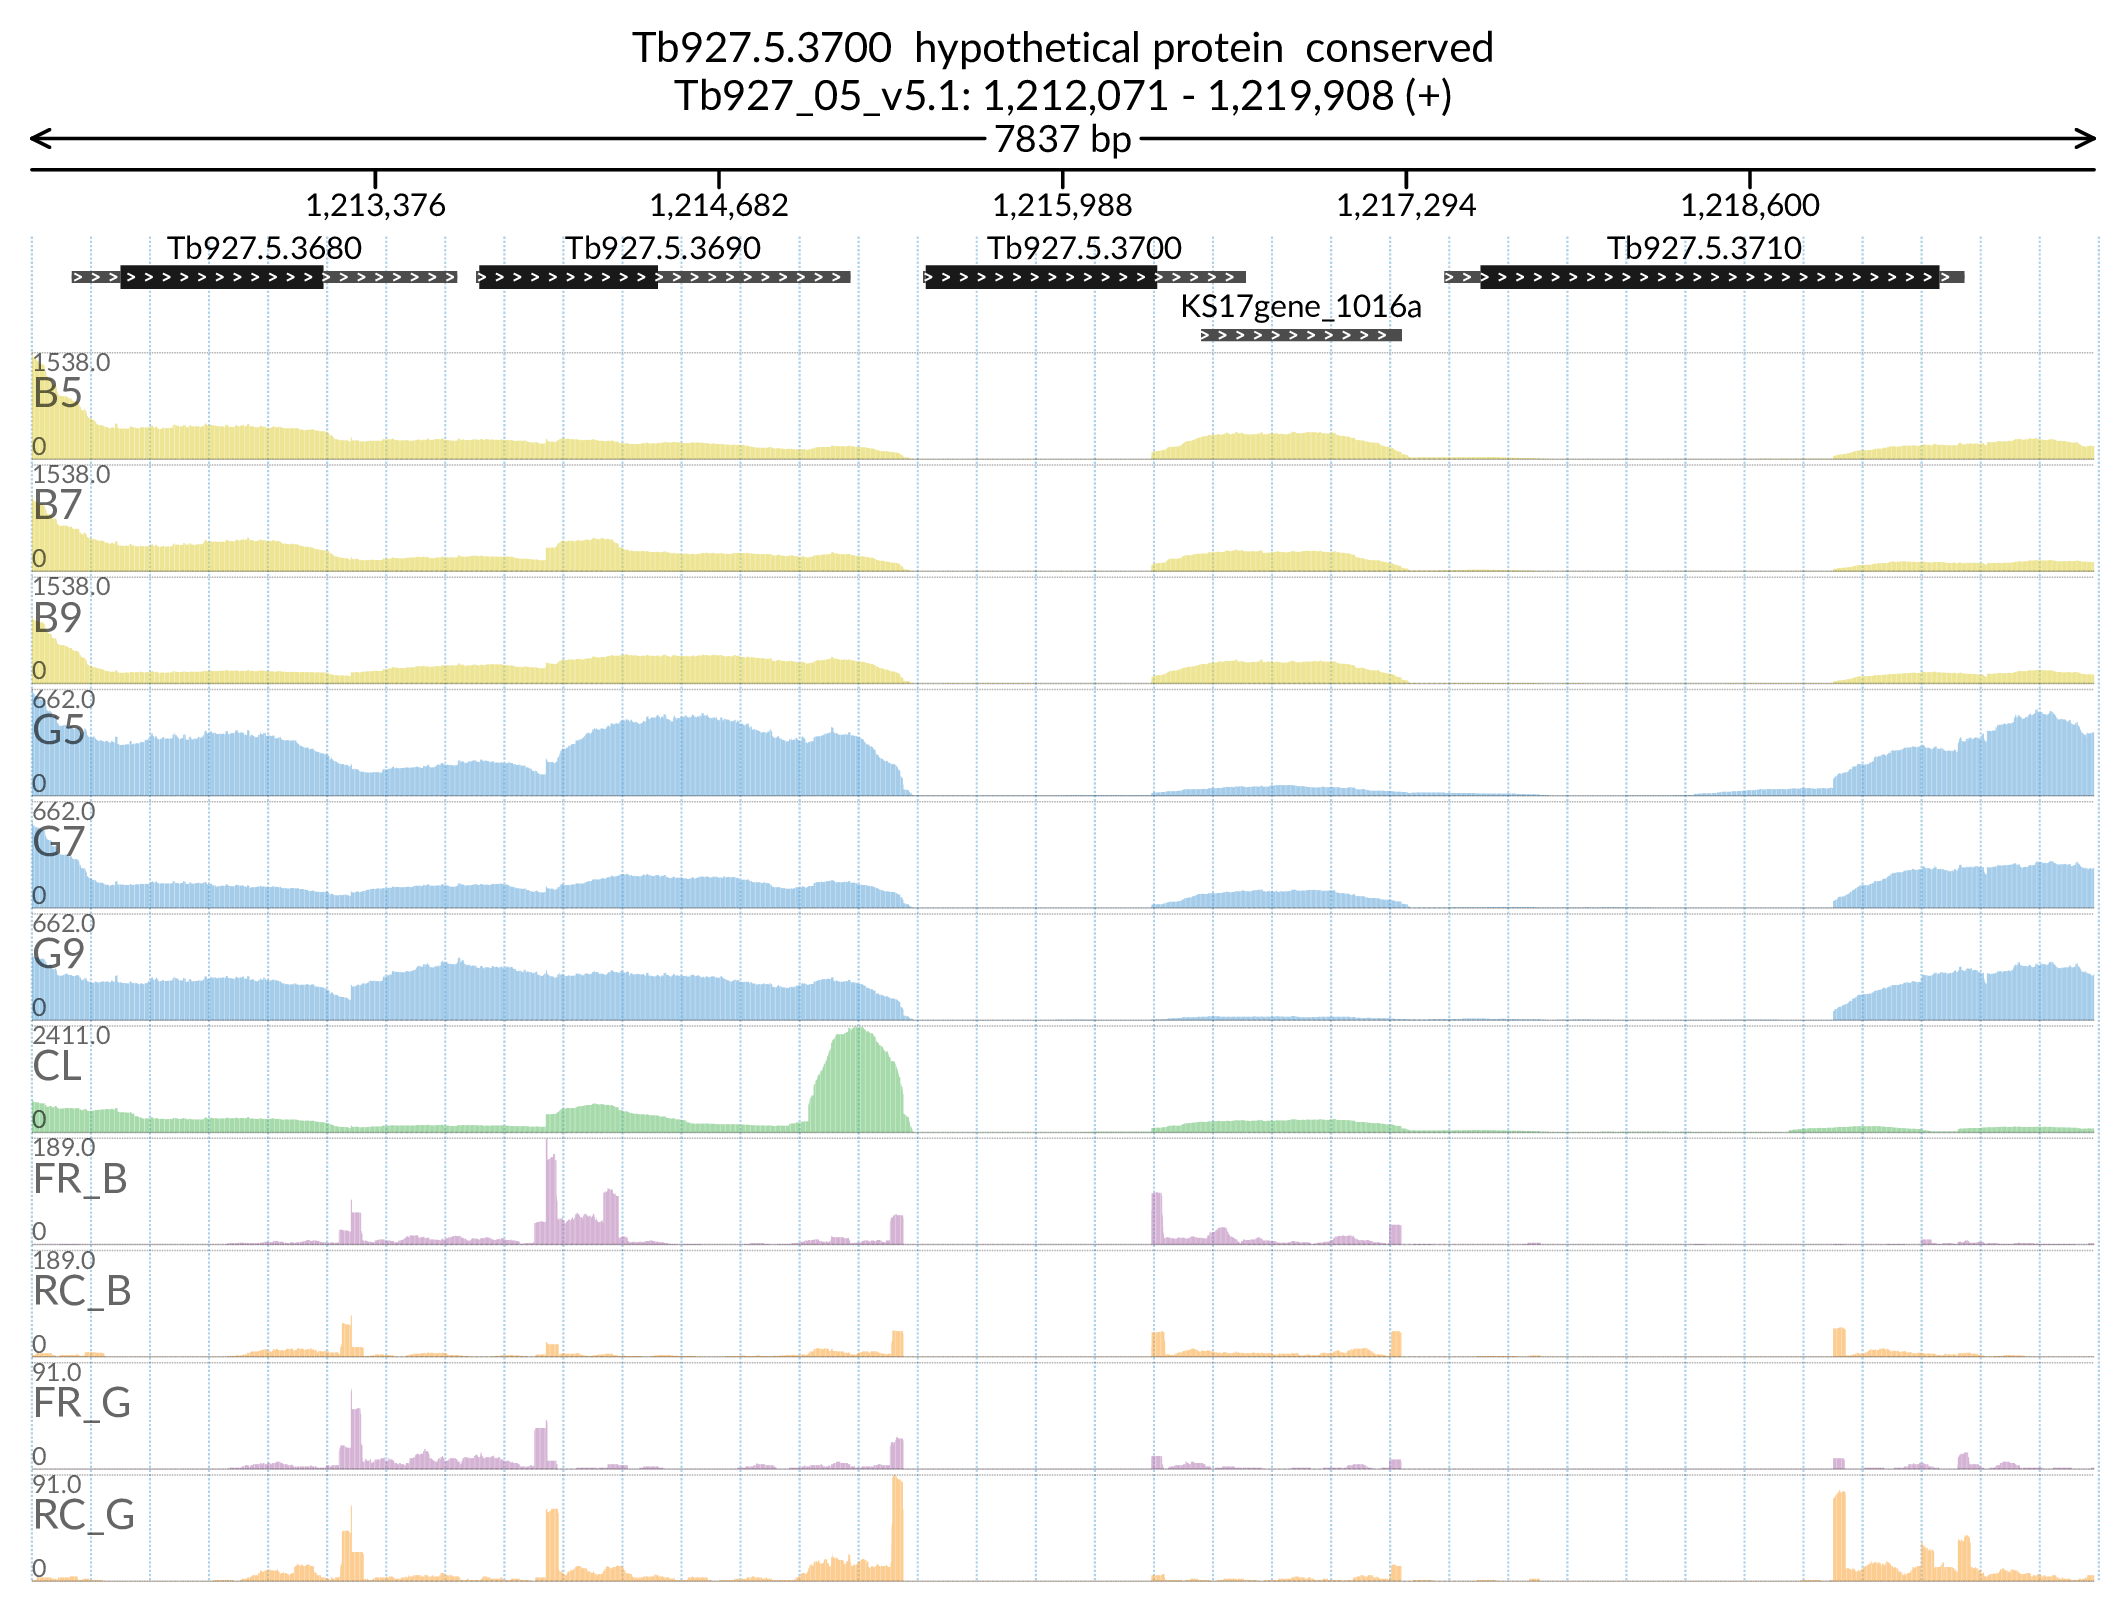 Tb927.5.3700  hypothetical protein  conserved
Tb927_05_v5.1: 1,212,071 - 1,219,908 (+)
7837 bp
1,213,376 1,214,682 1,215,988 1,217,294 1,218,600
Tb927.5.3680 Tb927.5.3690 Tb927.5.3700 Tb927.5.3710
KS17gene_1016a
1538.0
B5
0
1538.0
B7
0
1538.0
B9
0
662.0
G5
0
662.0
G7
0
662.0
G9
0
2411.0
CL
0
189.0
FR_B
0
189.0
RC_B
0
91.0
FR_G
0
91.0
RC_G
0